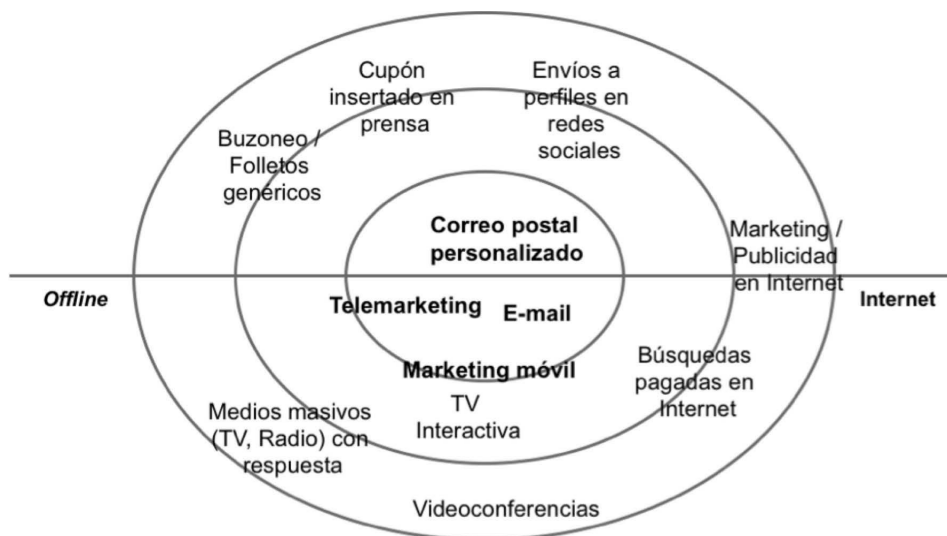 Cupón
insertado en
prensa
Envíos a
perfiles en
redes
sociales
Buzoneo /
Folletos
genéricos
Correo postal
personalizado
Marketing /
Publicidad
en Internet
Offline
Internet
Telemarketing
E-mail
Marketing móvil
Búsquedas
pagadas en
Internet
TV
Interactiva
Medios masivos
(TV, Radio) con
respuesta
Videoconferencias